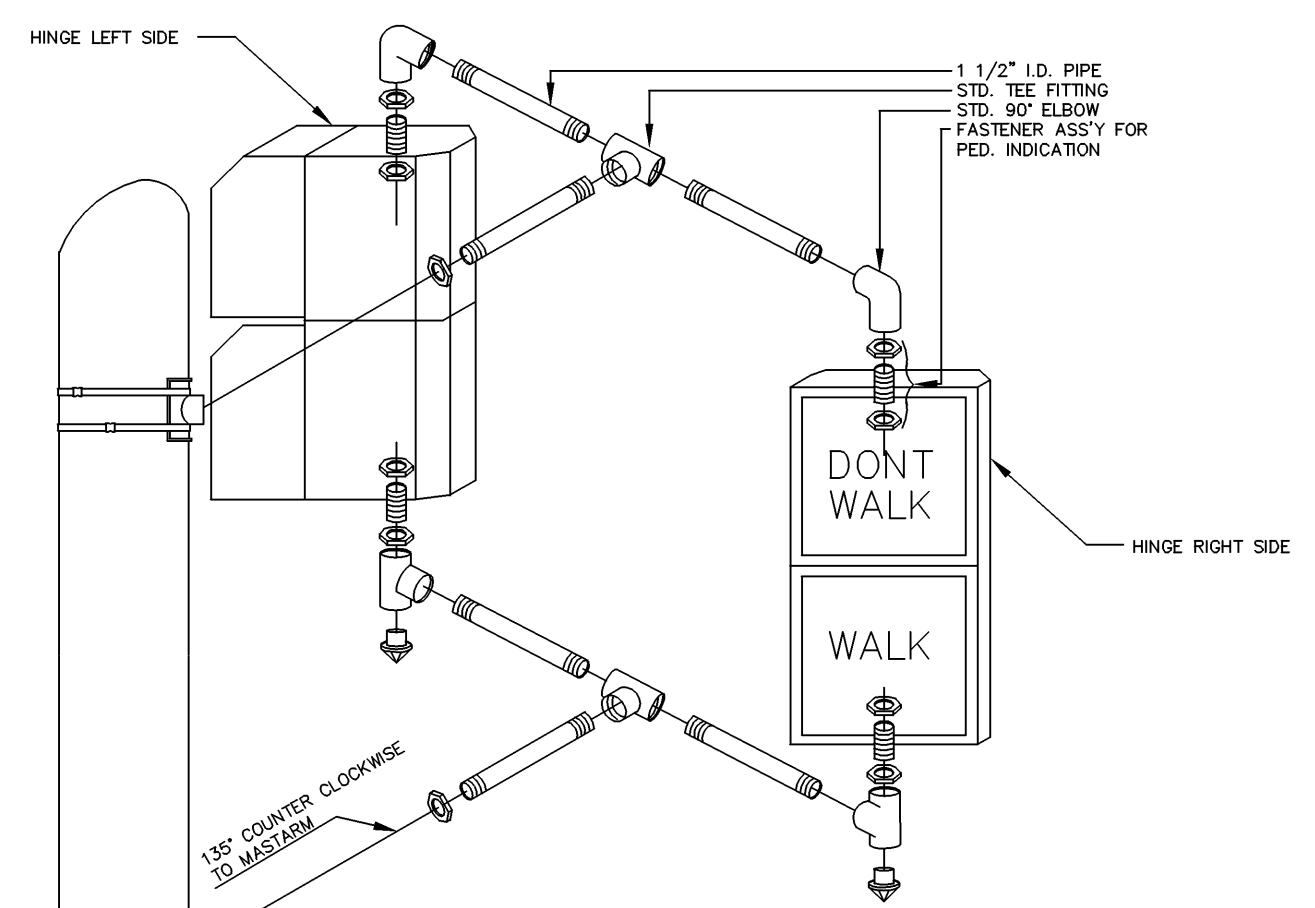 HINGE LEFT SIDE
1 1/2" I.D. PIPE
STD. TEE FITTING
STD. 90° ELBOW
FASTENER ASS'Y FOR
PED. INDICATION
DONT
WALK
HINGE RIGHT SIDE
WALK
135° COUNTER CLOCKWISE
TO MASTARM